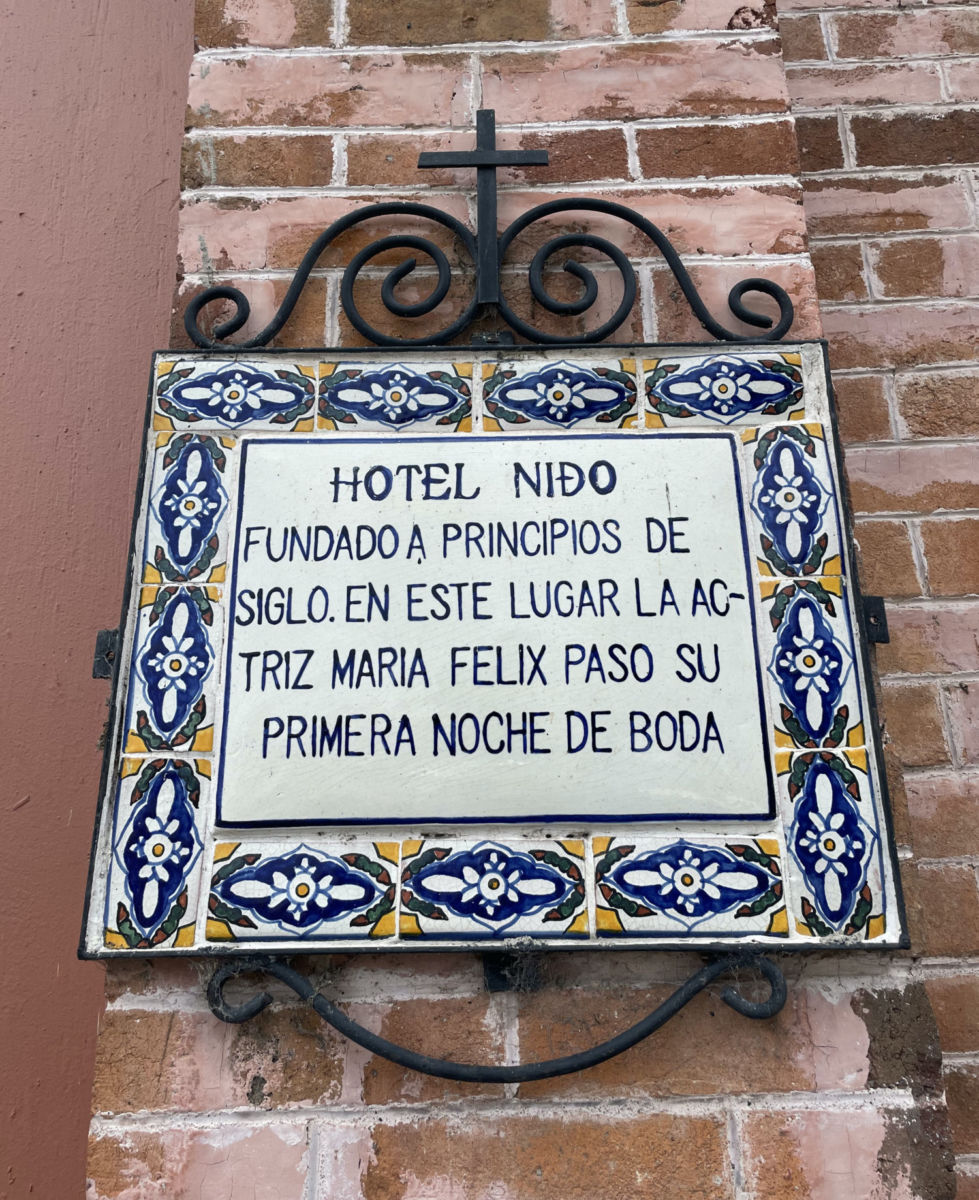 HOTEL NIDO
FUNDADO A PRINCIPIOS DE
SIGLO. EN ESTE LUGAR LA AC-
TRIZ MARIA FELIX PASO SU
PRIMERA NOCHE DE BODA